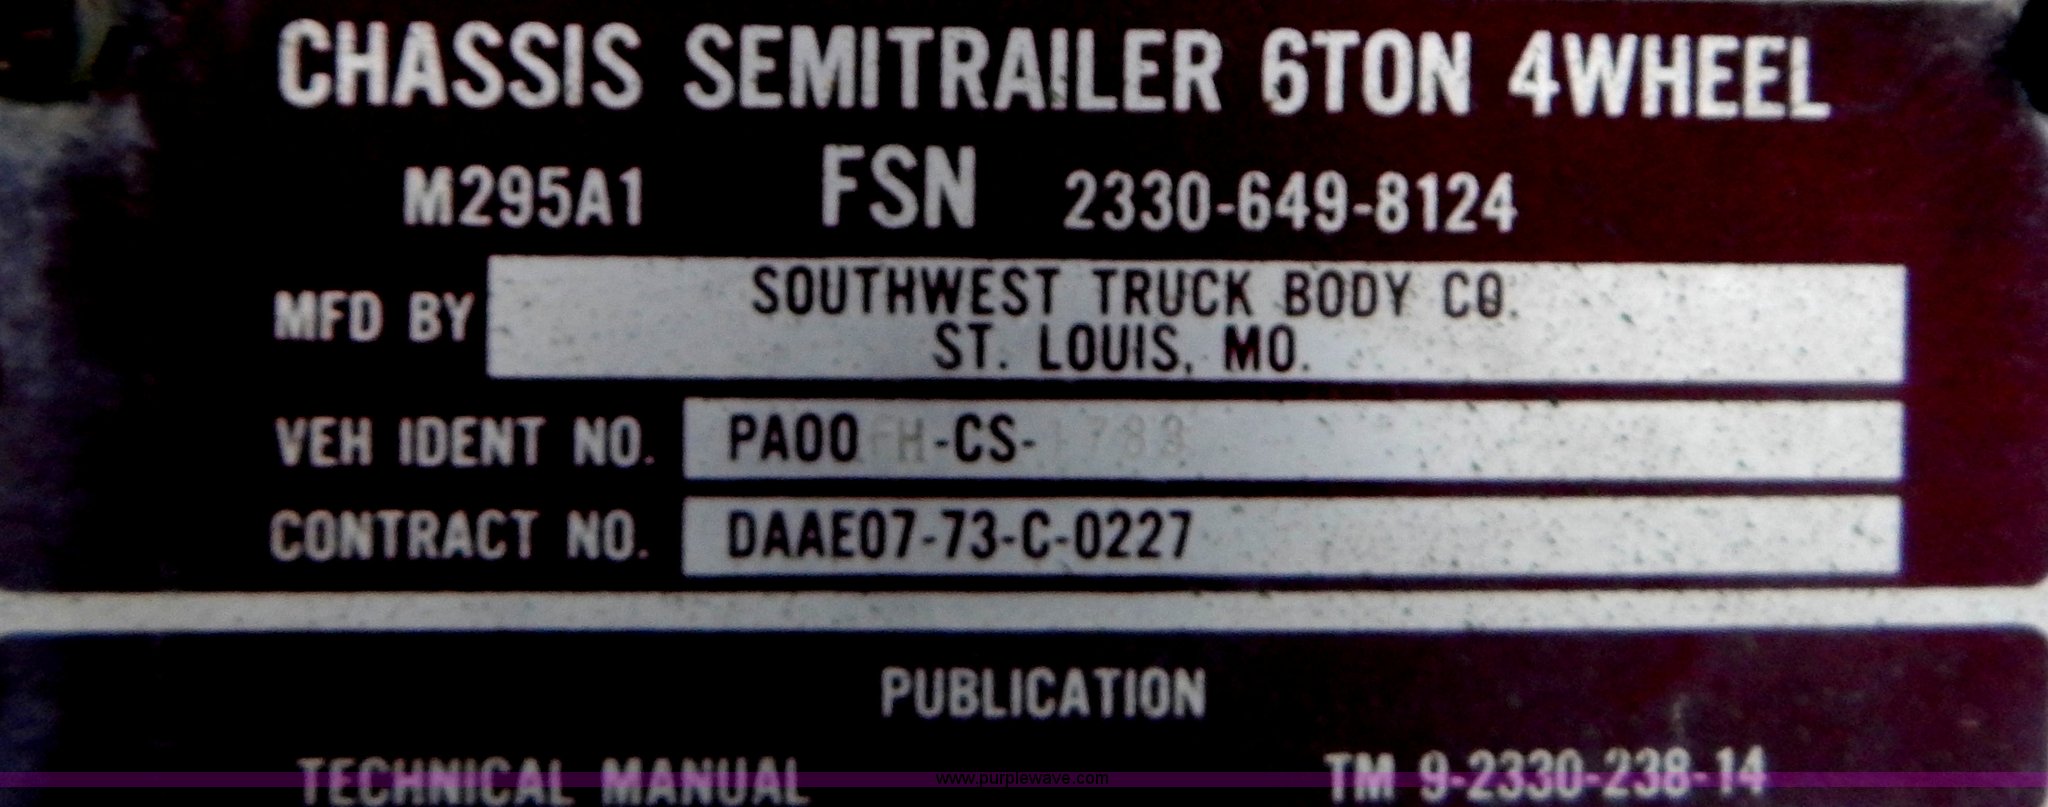 CHASSIS SEMITRAILER 6TON 4WHEEL
M295A1 FSN 2330-649-8124
MFD BY SOUTHWEST TRUCK BODY CO.
ST. LOUIS, MO.
VEH IDENT NO. PA00FH-CS-1783
CONTRACT NO. DAAE07-73-C-0227
PUBLICATION
TECHNICAL MANUAL TM 9-2330-238-14
www.purplewave.com